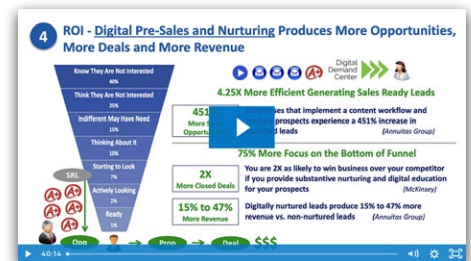 4
ROI - Digital Pre-Sales and Nurturing Produces More Opportunities,
More Deals and More Revenue
Know They Are Not Interested
40%
Think They Are Not Interested
25%
Indifferent May Have Need
15%
Thinking About It
10%
Starting to Look
7%
Actively Looking
2%
Ready
1%
SRL
A+
A+
A+
A+
A+
A+
Opp
Prop
Deal
$$$
A+
Digital
Demand
Center
4.25X More Efficient Generating Sales Ready Leads
451%
More
that implement a content workflow and
prospects experience a 451% increase in
leads
(Annuitas Group)
75% More Focus on the Bottom of Funnel
2X
More Closed Deals
You are 2X as likely to win business over your competitor
if you provide substantive nurturing and digital education
for your prospects
(McKinsey)
15% to 47%
More Revenue
Digitally nurtured leads produce 15% to 47% more
revenue vs. non-nurtured leads
(Annuitas Group)
40:14